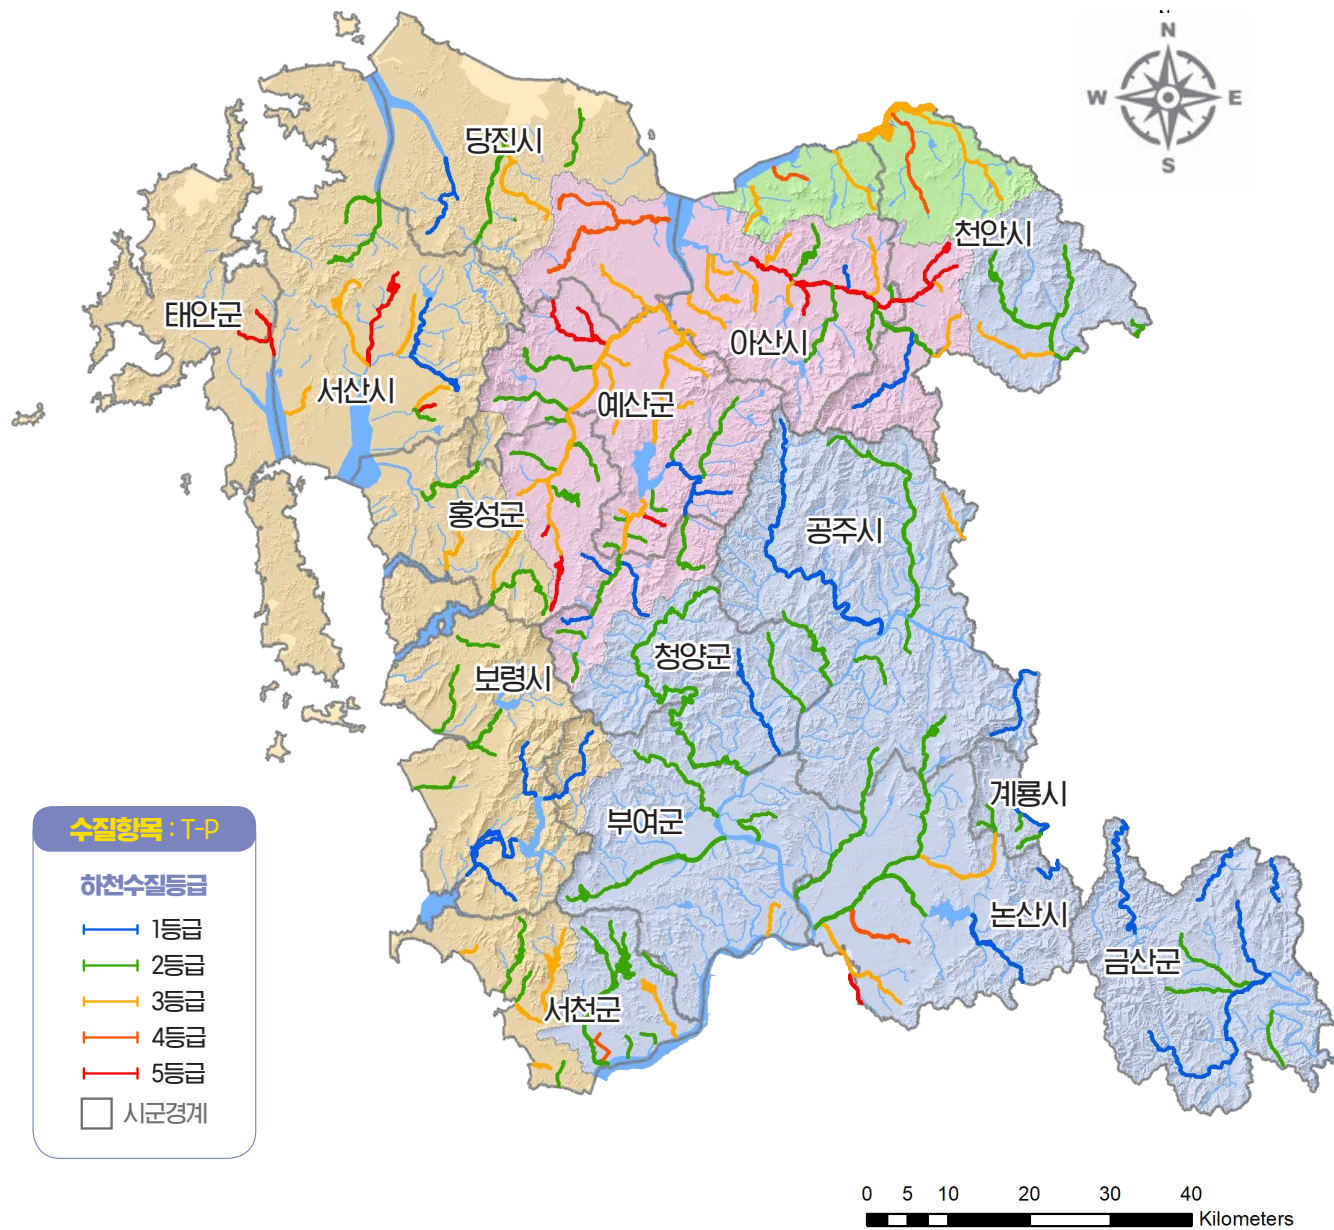 N
N
W
E
S
당진시
천안시
태안군
서산시
아산시
예산군
홍성군
공주시
청양군
보령시
계룡시
부여군
논산시
금산군
서천군
수질항목 : T-P
하천수질등급
1등급
2등급
3등급
4등급
5등급
시군경계
0 5 10 20 30 40
Kilometers